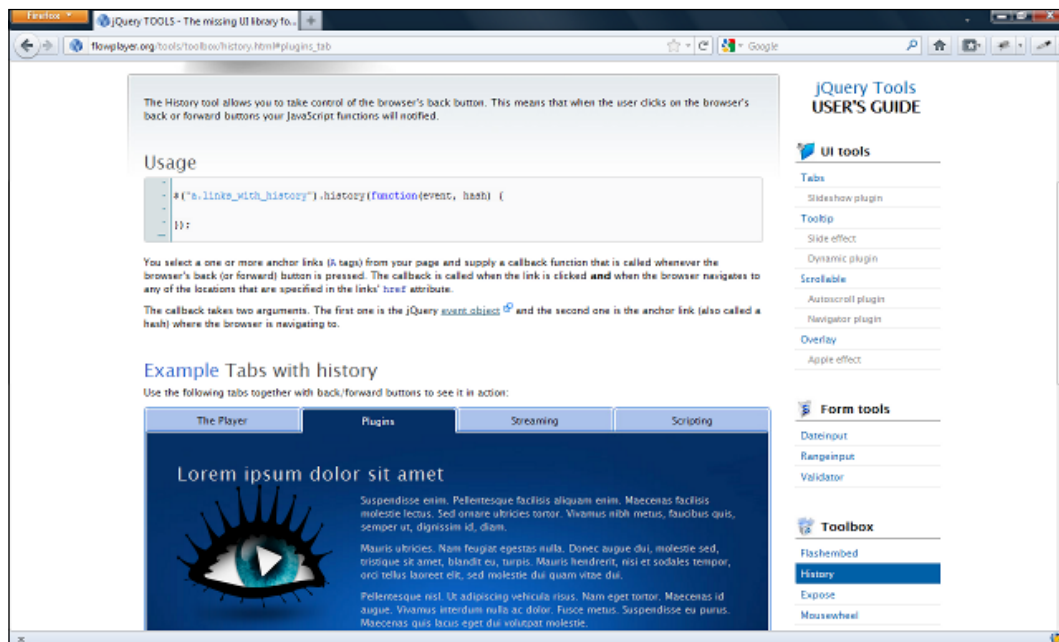 Firefox
jQuery TOOLS - The missing UI library fo...
flowplayer.org/tools/toolbox/history.html#plugins_tab
Google
The History tool allows you to take control of the browser's back button. This means that when the user clicks on the browser's
back or forward buttons your JavaScript functions will notified.
Usage
$("a.links_with_history").history(function(event, hash) {
});
You select a one or more anchor links (A tags) from your page and supply a callback function that is called whenever the
browser's back (or forward) button is pressed. The callback is called when the link is clicked and when the browser navigates to
any of the locations that are specified in the links' href attribute.
The callback takes two arguments. The first one is the jQuery event object and the second one is the anchor link (also called a
hash) where the browser is navigating to.
Example Tabs with history
Use the following tabs together with back/forward buttons to see it in action:
The Player
Plugins
Streaming
Scripting
Lorem ipsum dolor sit amet
Suspendisse enim. Pellentesque facilisis aliquam enim. Maecenas facilisis
molestie lectus. Sed ornare ultricies tortor. Vivamus nibh metus, faucibus quis,
semper ut, dignissim id, diam.
Mauris ultricies. Nam feugiat egestas nulla. Donec augue dui, molestie sed,
tristique sit amet, blandit eu, turpis. Mauris hendrerit, nisi et sodales tempor,
orci tellus laoreet elit, sed molestie dui quam vitae dui.
Pellentesque nisl. Ut adipiscing vehicula risus. Nam eget tortor. Maecenas id
augue. Vivamus interdum nulla ac dolor. Fusce metus. Suspendisse eu purus.
Maecenas quis lacus eget dui volutpat molestie.
jQuery Tools
USER'S GUIDE
UI tools
Tabs
Slideshow plugin
Tooltip
Slide effect
Dynamic plugin
Scrollable
Autoscroll plugin
Navigator plugin
Overlay
Apple effect
Form tools
Dateinput
Rangeinput
Validator
Toolbox
Flashembed
History
Expose
Mousewheel